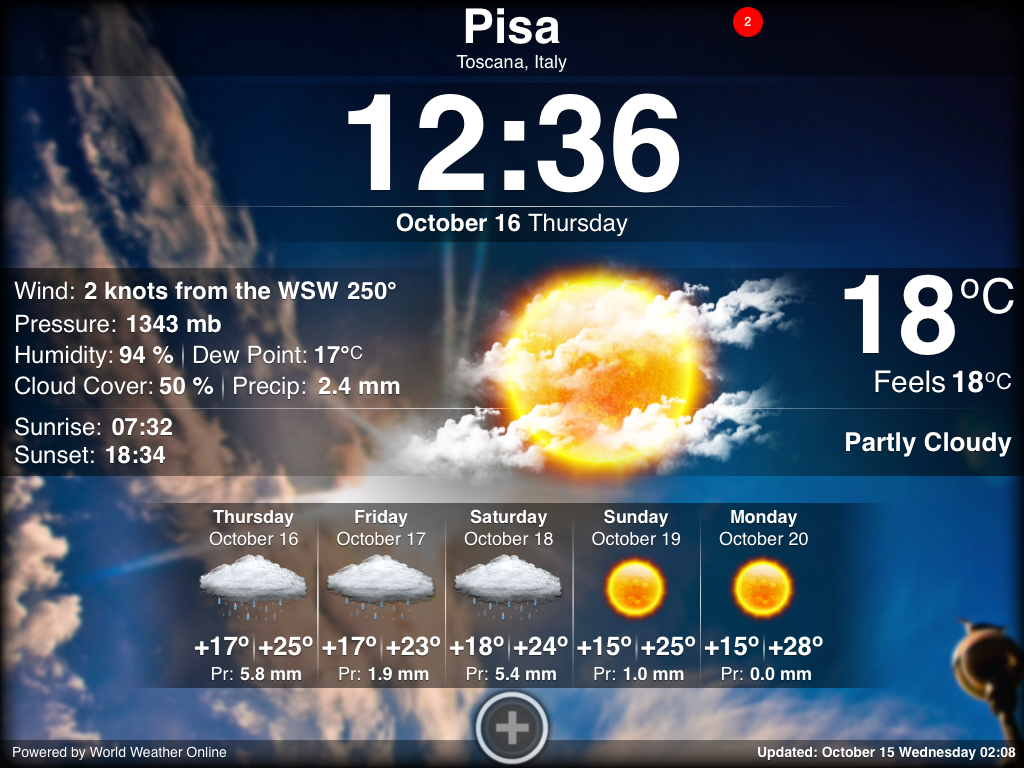 Pisa
2
Toscana, Italy
12:36
October 16 Thursday
Wind: 2 knots from the WSW 250°
Pressure: 1343 mb
Humidity: 94 % | Dew Point: 17°C
Cloud Cover: 50 % | Precip: 2.4 mm
Sunrise: 07:32
Sunset: 18:34
18°C
Feels 18°C
Partly Cloudy
Thursday Friday Saturday Sunday Monday
October 16 October 17 October 18 October 19 October 20
+17°|+25° +17°|+23° +18°|+24° +15°|+25° +15°|+28°
Pr: 5.8 mm Pr: 1.9 mm Pr: 5.4 mm Pr: 1.0 mm Pr: 0.0 mm
Powered by World Weather Online
Updated: October 15 Wednesday 02:08